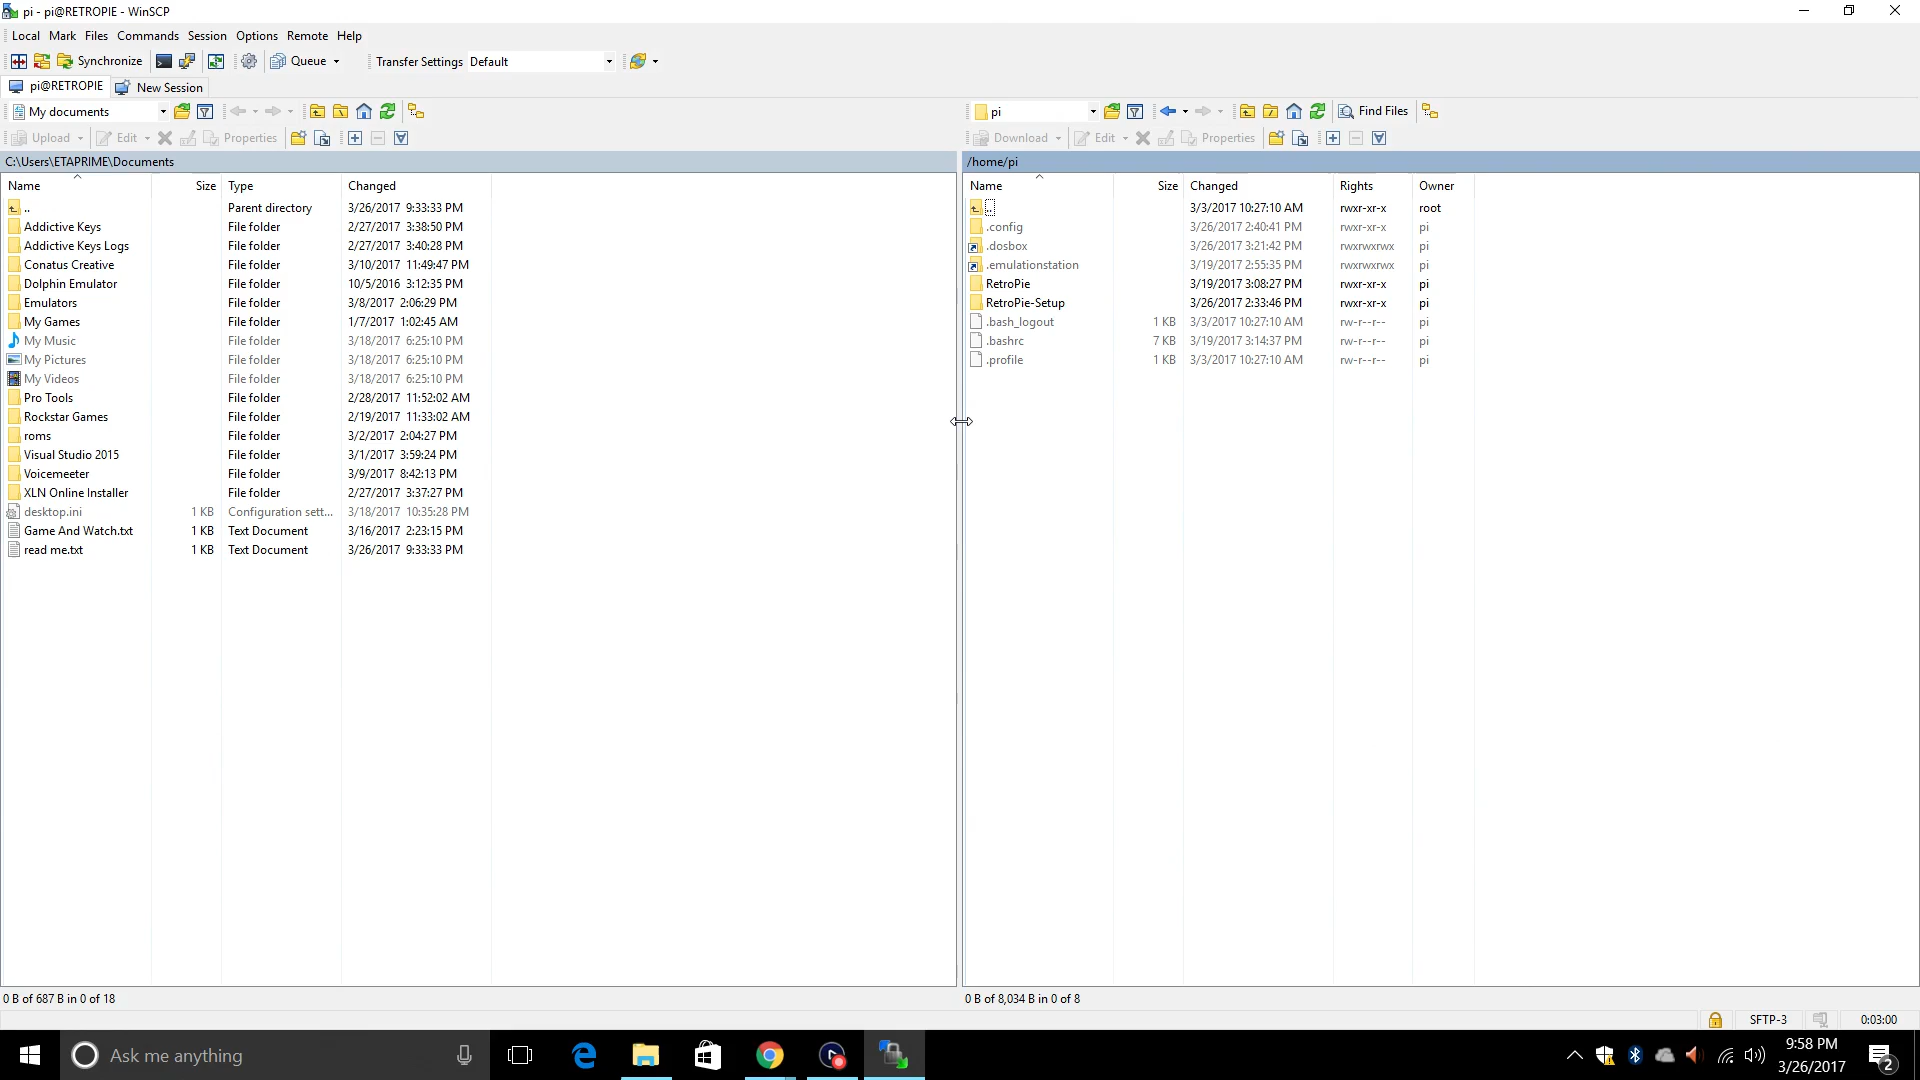 pi - pi@RETROPIE - WinSCP
Local Mark Files Commands Session Options Remote Help
Synchronize Queue Transfer Settings Default
pi@RETROPIE New Session
My documents
pi Find Files
Upload Edit Properties
Download Edit Properties
C:\Users\ETAPRIME\Documents
/home/pi
Name Size Type Changed
.. Parent directory 3/26/2017 9:33:33 PM
Addictive Keys File folder 2/27/2017 3:38:50 PM
Addictive Keys Logs File folder 2/27/2017 3:40:28 PM
Conatus Creative File folder 3/10/2017 11:49:47 PM
Dolphin Emulator File folder 10/5/2016 3:12:35 PM
Emulators File folder 3/8/2017 2:06:29 PM
My Games File folder 1/7/2017 1:02:45 AM
My Music File folder 3/18/2017 6:25:10 PM
My Pictures File folder 3/18/2017 6:25:10 PM
My Videos File folder 3/18/2017 6:25:10 PM
Pro Tools File folder 2/28/2017 11:52:02 AM
Rockstar Games File folder 2/19/2017 11:33:02 AM
roms File folder 3/2/2017 2:04:27 PM
Visual Studio 2015 File folder 3/1/2017 3:59:24 PM
Voicemeeter File folder 3/9/2017 8:42:13 PM
XLN Online Installer File folder 2/27/2017 3:37:27 PM
desktop.ini 1 KB Configuration sett... 3/18/2017 10:35:28 PM
Game And Watch.txt 1 KB Text Document 3/16/2017 2:23:15 PM
read me.txt 1 KB Text Document 3/26/2017 9:33:33 PM
Name Size Changed Rights Owner
.. 3/3/2017 10:27:10 AM rwxr-xr-x root
.config 3/26/2017 2:40:41 PM rwxr-xr-x pi
.dosbox 3/26/2017 3:21:42 PM rwxrwxrwx pi
.emulationstation 3/19/2017 2:55:35 PM rwxrwxrwx pi
RetroPie 3/19/2017 3:08:27 PM rwxr-xr-x pi
RetroPie-Setup 3/26/2017 2:33:46 PM rwxr-xr-x pi
.bash_logout 1 KB 3/3/2017 10:27:10 AM rw-r--r-- pi
.bashrc 7 KB 3/19/2017 3:14:37 PM rw-r--r-- pi
.profile 1 KB 3/3/2017 10:27:10 AM rw-r--r-- pi
0 B of 687 B in 0 of 18
0 B of 8,034 B in 0 of 8
SFTP-3 0:03:00
Ask me anything
9:58 PM
3/26/2017
2